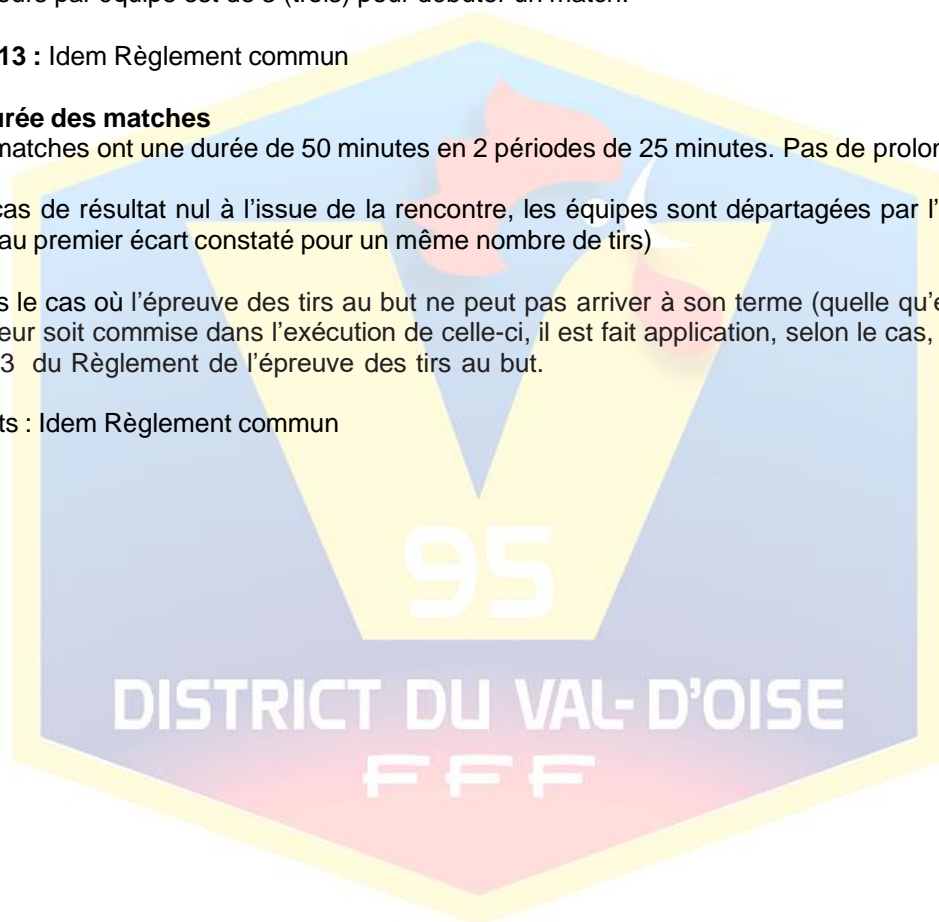 par équipe est de 3 (trois) pour débuter un match.
13 : Idem Règlement commun
urée des matches
matches ont une durée de 50 minutes en 2 périodes de 25 minutes. Pas de prolon
cas de résultat nul à l’issue de la rencontre, les équipes sont départagées par l’
au premier écart constaté pour un même nombre de tirs)
s le cas où l’épreuve des tirs au but ne peut pas arriver à son terme (quelle qu’e
eur soit commise dans l’exécution de celle-ci, il est fait application, selon le cas,
3 du Règlement de l’épreuve des tirs au but.
ts : Idem Règlement commun
95
DISTRICT DU VAL-D'OISE
FFF